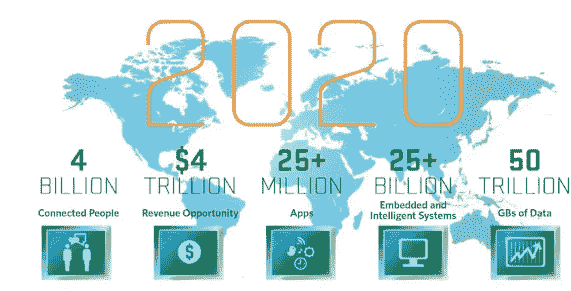 2020
4
BILLION
Connected People
$4
TRILLION
Revenue Opportunity
25+
MILLION
Apps
25+
BILLION
Embedded and
Intelligent Systems
50
TRILLION
GBs of Data
$